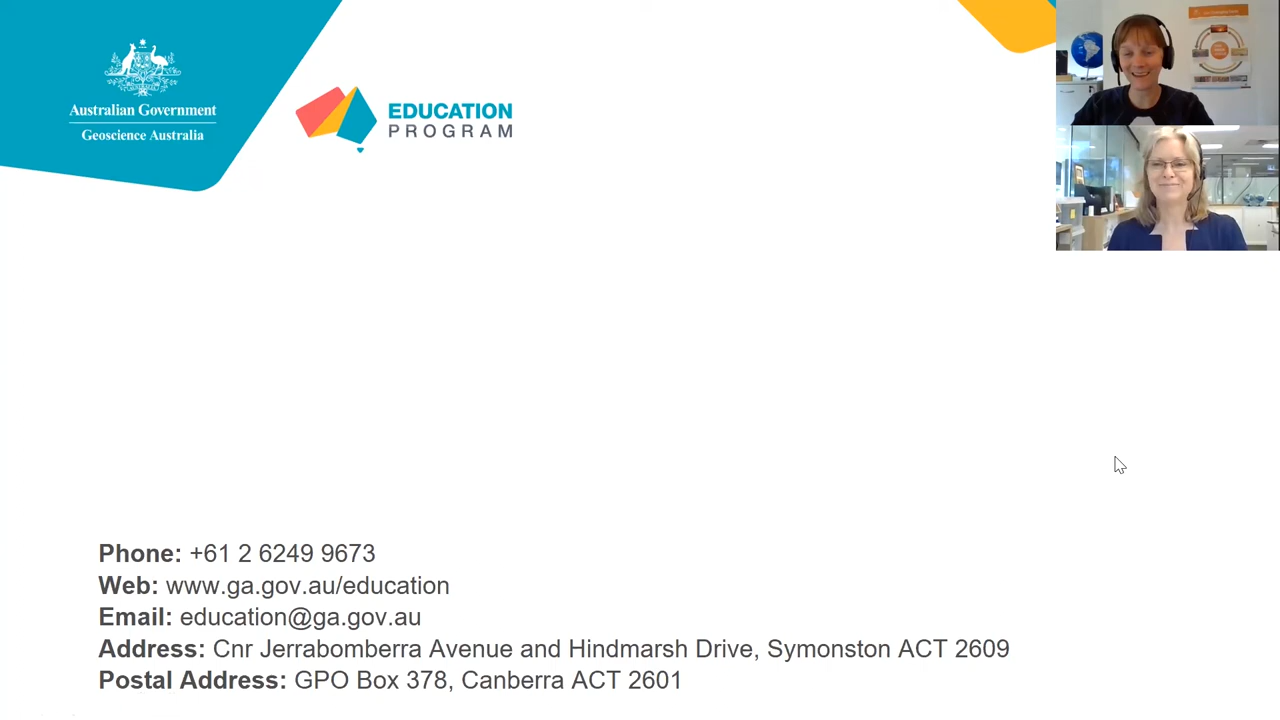 Australian Government
Geoscience Australia
EDUCATION
PROGRAM
Phone: +61 2 6249 9673
Web: www.ga.gov.au/education
Email: education@ga.gov.au
Address: Cnr Jerrabomberra Avenue and Hindmarsh Drive, Symonston ACT 2609
Postal Address: GPO Box 378, Canberra ACT 2601